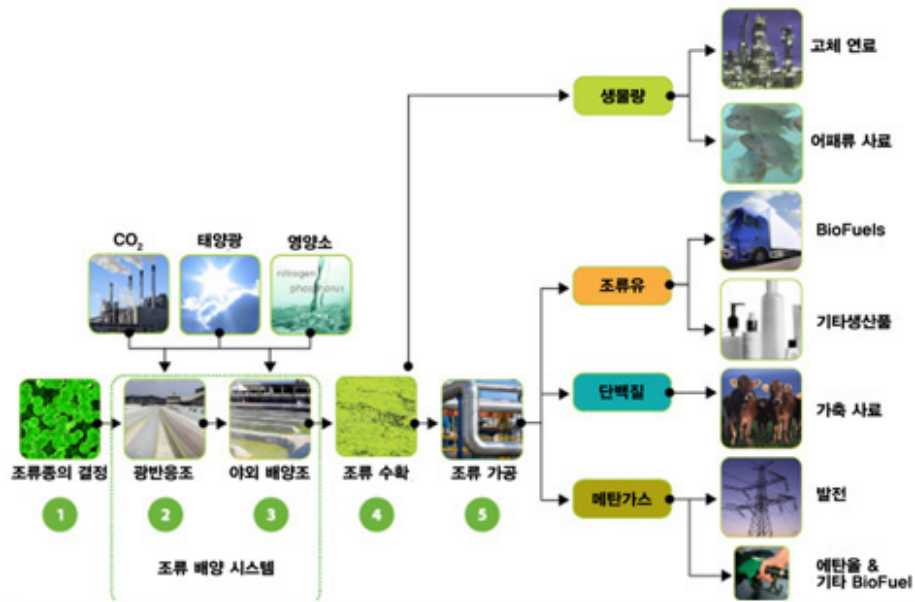 고체 연료
생물량
어패류 사료
CO₂
태양광
영양소
nitrogen
phosphorus
BioFuels
조류유
기타생산품
단백질
가축 사료
조류종의 결정
광반응조
야외 배양조
조류 수확
조류 가공
메탄가스
발전
1
2
3
4
5
조류 배양 시스템
에탄올 &
기타 BioFuel